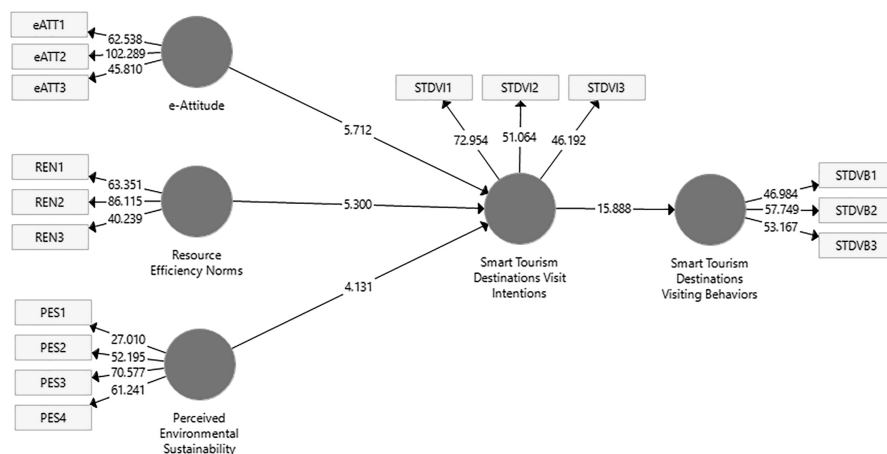 eATT1
62.538
eATT2
102.289
eATT3
45.810
e-Attitude
5.712
STDVI1
STDVI2
STDVI3
72.954
51.064
46.192
REN1
63.351
REN2
86.115
REN3
40.239
Resource
Efficiency Norms
5.300
Smart Tourism
Destinations Visit
Intentions
15.888
STDVB1
46.984
STDVB2
57.749
STDVB3
53.167
Smart Tourism
Destinations
Visiting Behaviors
4.131
PES1
27.010
PES2
52.195
PES3
70.577
PES4
61.241
Perceived
Environmental
Sustainability